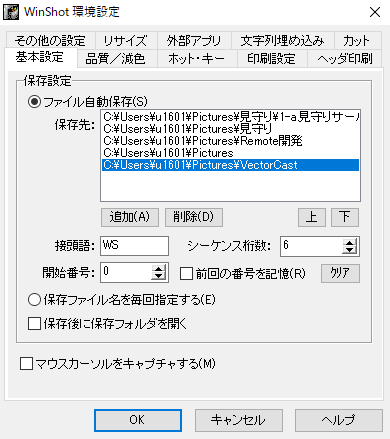 WinShot 環境設定
その他の設定 リサイズ 外部アプリ 文字列埋め込み カット
基本設定 品質／減色 ホット・キー 印刷設定 ヘッダ印刷
保存設定
ファイル自動保存(S)
保存先:
C:¥Users¥u1601¥Pictures¥見守り¥1-a見守りサー
C:¥Users¥u1601¥Pictures¥見守り
C:¥Users¥u1601¥Pictures¥Remote開発
C:¥Users¥u1601¥Pictures
C:¥Users¥u1601¥Pictures¥VectorCast
追加(A) 削除(D) 上 下
接頭語: WS シーケンス桁数: 6
開始番号: 0 前回の番号を記憶(R) クリア
保存ファイル名を毎回指定する(E)
保存後に保存フォルダを開く
マウスカーソルをキャプチャする(M)
OK キャンセル ヘルプ